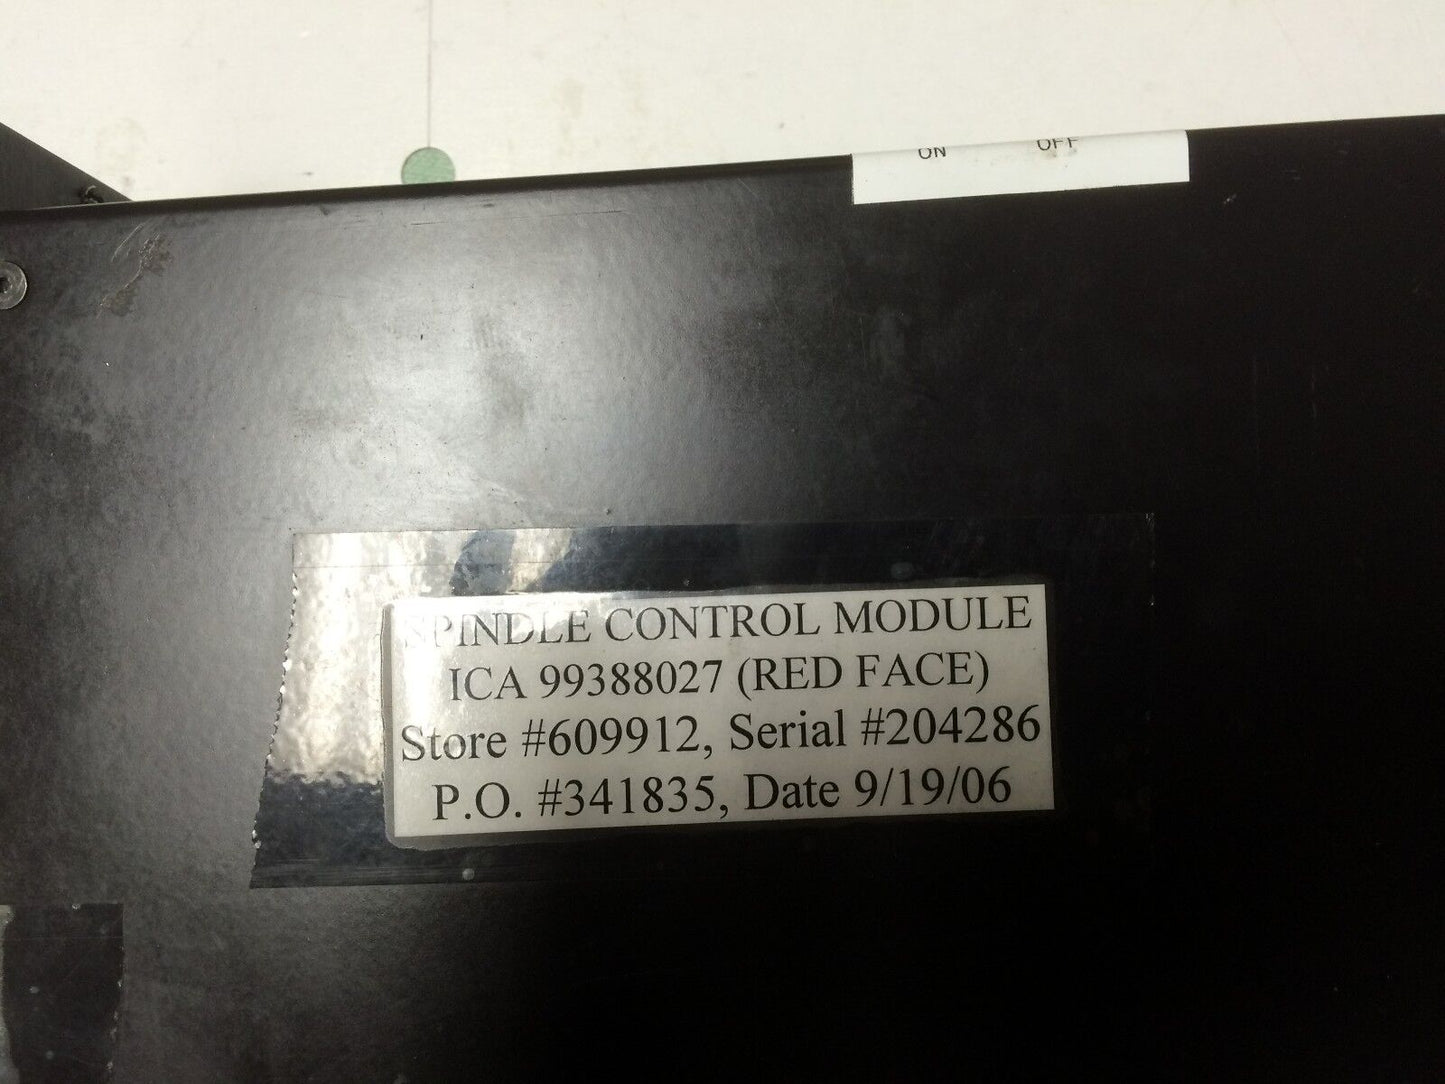 ON OFF
SPINDLE CONTROL MODULE
ICA 99388027 (RED FACE)
Store #609912, Serial #204286
P.O. #341835, Date 9/19/06